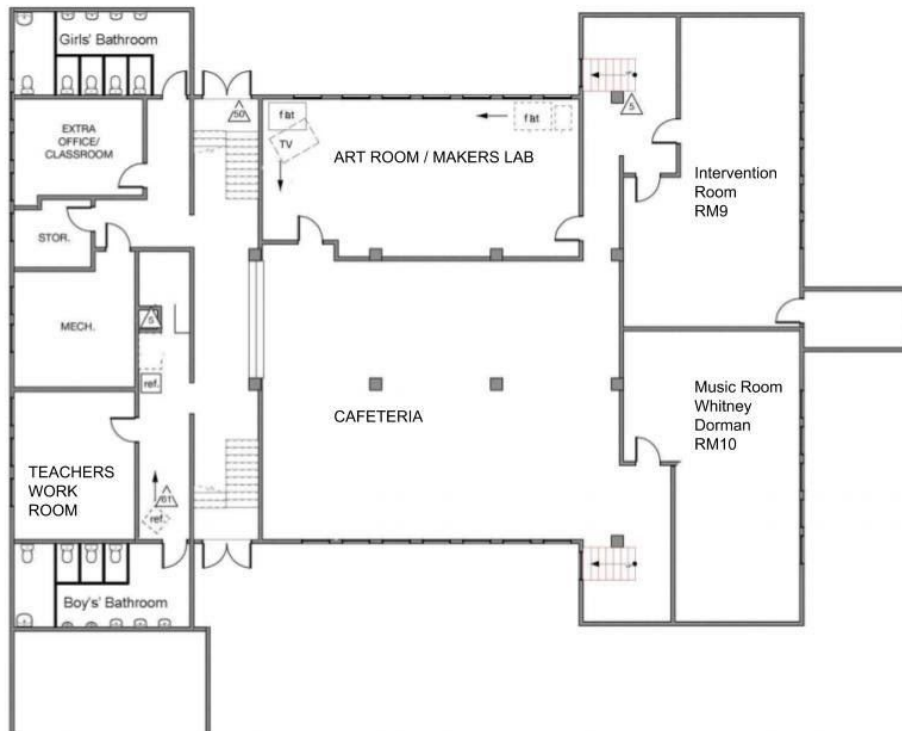 Girls' Bathroom
EXTRA
OFFICE/
CLASSROOM
STOR.
MECH.
5
ref.
TEACHERS
WORK
ROOM
61
ref.
Boy's' Bathroom
50
flat
TV
flat
ART ROOM / MAKERS LAB
CAFETERIA
5
Intervention
Room
RM9
Music Room
Whitney
Dorman
RM10